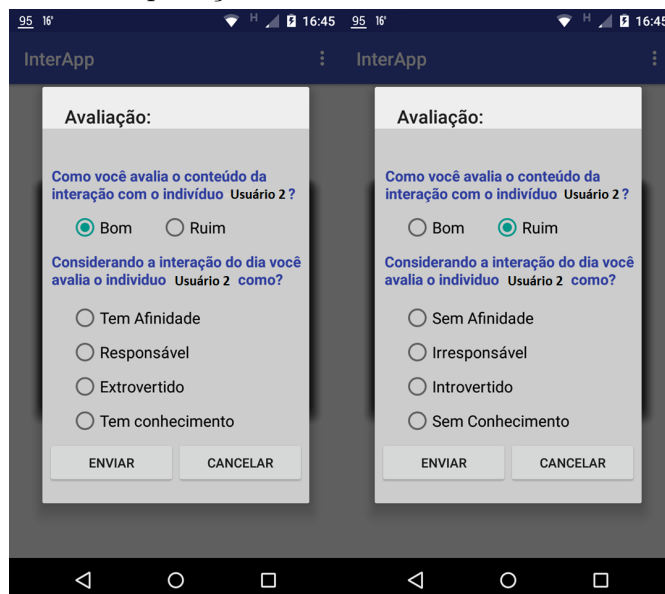 95 16° H 16:45
InterApp
Avaliação:
Como você avalia o conteúdo da
interação com o indivíduo Usuário 2 ?
Bom Ruim
Considerando a interação do dia você
avalia o individuo Usuário 2 como?
Tem Afinidade
Responsável
Extrovertido
Tem conhecimento
ENVIAR CANCELAR
95 16° H 16:45
InterApp
Avaliação:
Como você avalia o conteúdo da
interação com o indivíduo Usuário 2 ?
Bom Ruim
Considerando a interação do dia você
avalia o individuo Usuário 2 como?
Sem Afinidade
Irresponsável
Introvertido
Sem Conhecimento
ENVIAR CANCELAR